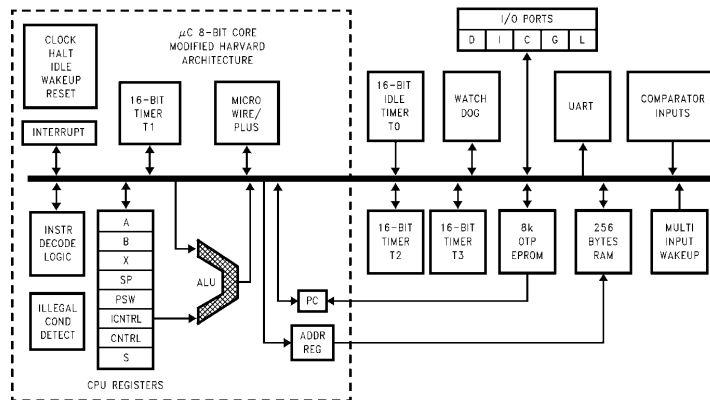 CLOCK
HALT
IDLE
WAKEUP
RESET
μC 8-BIT CORE
MODIFIED HARVARD
ARCHITECTURE
I/O PORTS
D I C G L
INTERRUPT
16-BIT
TIMER
T1
MICRO
WIRE/
PLUS
16-BIT
IDLE
TIMER
T0
WATCH
DOG
UART
COMPARATOR
INPUTS
INSTR
DECODE
LOGIC
ILLEGAL
COND
DETECT
A
B
X
SP
PSW
ICNTRL
CNTRL
S
CPU REGISTERS
ALU
PC
ADDR
REG
16-BIT
TIMER
T2
16-BIT
TIMER
T3
8k
OTP
EPROM
256
BYTES
RAM
MULTI
INPUT
WAKEUP